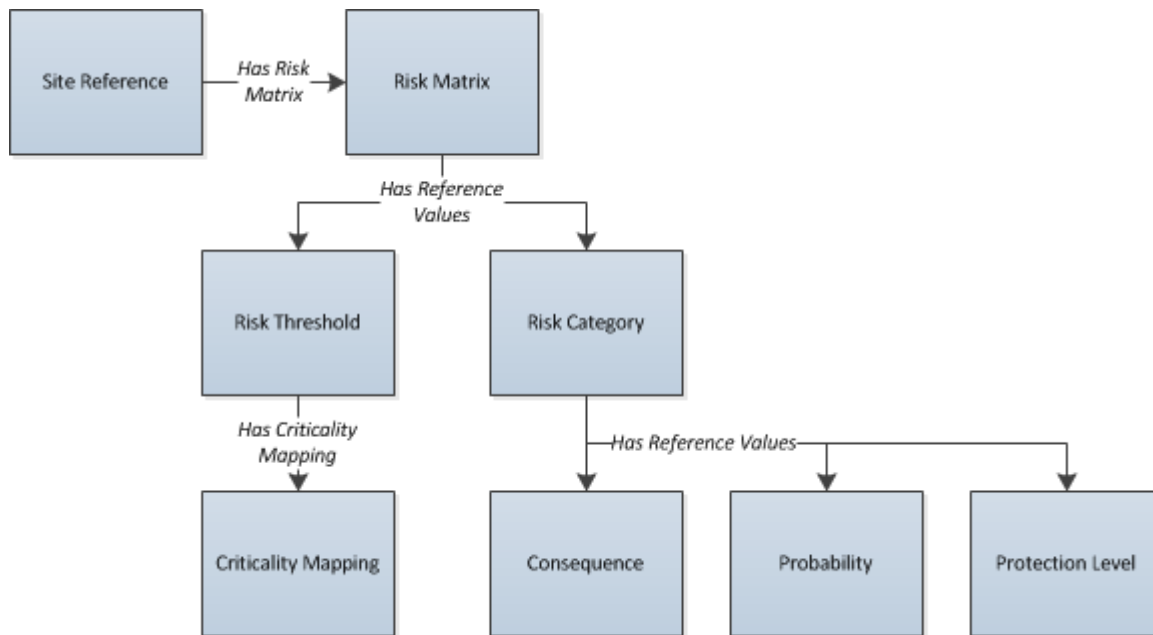 Site Reference
Has Risk
Matrix
Risk Matrix
Has Reference
Values
Risk Threshold
Risk Category
Has Criticality
Mapping
Has Reference Values
Criticality Mapping
Consequence
Probability
Protection Level